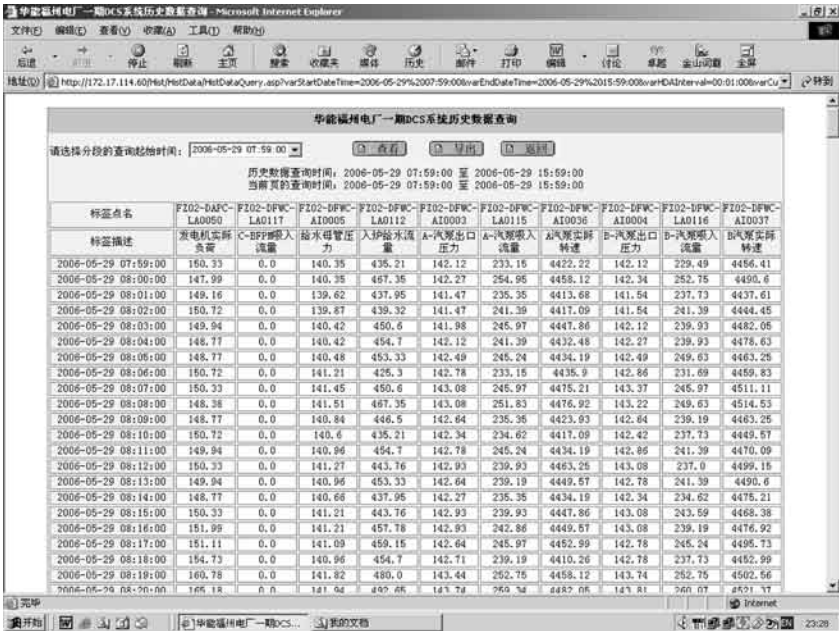 华能福州电厂一期DCS系统历史数据查询 - Microsoft Internet Explorer
文件(F) 编辑(E) 查看(V) 收藏(A) 工具(T) 帮助(H)
后退 前进 停止 刷新 主页 搜索 收藏夹 媒体 历史 邮件 打印 编辑 讨论 卓越 金山词霸 全屏
地址(D) http://172.17.114.60/Hist/HistData/HistDataQuery.asp?varStartDateTime=2006-05-29%2007:59:00&varEndDateTime=2006-05-29%2015:59:00&varHDAInterval=00:01:00&varCu 转到
华能福州电厂一期DCS系统历史数据查询
请选择分段的查询起始时间: 2006-05-29 07:59:00 查看 导出 返回
历史数据查询时间: 2006-05-29 07:59:00 至 2006-05-29 15:59:00
当前页的查询时间: 2006-05-29 07:59:00 至 2006-05-29 15:59:00
标签点名 FZ02-DAPC-LA0050 FZ02-DFWC-LA0117 FZ02-DFWC-AI0005 FZ02-DFWC-LA0112 FZ02-DFWC-AI0003 FZ02-DFWC-LA0115 FZ02-DFWC-AI0036 FZ02-DFWC-AI0004 FZ02-DFWC-LA0116 FZ02-DFWC-AI0037
标签描述 发电机实际负荷 C-BFPM吸入流量 给水母管压力 入炉给水流量 A-汽泵出口压力 A-汽泵吸入流量 A汽泵实际转速 B-汽泵出口压力 B-汽泵吸入流量 B汽泵实际转速
2006-05-29 07:59:00 150.33 0.0 140.35 435.21 142.12 233.15 4422.22 142.12 229.49 4456.41
2006-05-29 08:00:00 147.99 0.0 140.35 467.35 142.27 254.95 4458.12 142.34 252.75 4490.6
2006-05-29 08:01:00 149.16 0.0 139.62 437.95 141.47 235.35 4413.68 141.54 237.73 4437.61
2006-05-29 08:02:00 150.72 0.0 139.87 439.32 141.47 241.39 4417.09 141.54 241.39 4444.45
2006-05-29 08:03:00 149.94 0.0 140.42 450.6 141.98 245.97 4447.86 142.12 239.93 4482.05
2006-05-29 08:04:00 148.77 0.0 140.42 454.7 142.12 241.39 4432.48 142.27 239.93 4478.63
2006-05-29 08:05:00 148.77 0.0 140.48 453.33 142.49 245.24 4434.19 142.49 249.63 4463.25
2006-05-29 08:06:00 150.72 0.0 141.21 425.3 142.78 233.15 4435.9 142.86 231.69 4459.83
2006-05-29 08:07:00 150.33 0.0 141.45 450.6 143.08 245.97 4475.21 143.37 245.97 4511.11
2006-05-29 08:08:00 148.38 0.0 141.51 467.35 143.08 251.83 4476.92 143.22 249.63 4514.53
2006-05-29 08:09:00 148.77 0.0 140.84 446.5 142.64 235.35 4423.93 142.64 239.19 4463.25
2006-05-29 08:10:00 150.72 0.0 140.6 435.21 142.34 234.62 4417.09 142.42 237.73 4449.57
2006-05-29 08:11:00 149.94 0.0 140.96 454.7 142.78 245.24 4434.19 142.86 241.39 4470.09
2006-05-29 08:12:00 150.33 0.0 141.27 443.76 142.93 239.93 4463.25 143.08 237.0 4499.15
2006-05-29 08:13:00 149.94 0.0 140.96 453.33 142.64 239.19 4449.57 142.78 241.39 4490.6
2006-05-29 08:14:00 148.77 0.0 140.66 437.95 142.27 235.35 4434.19 142.34 234.62 4475.21
2006-05-29 08:15:00 150.33 0.0 141.21 443.76 142.93 239.93 4447.86 143.08 243.59 4468.38
2006-05-29 08:16:00 151.99 0.0 141.21 457.78 142.93 242.86 4449.57 143.08 239.19 4476.92
2006-05-29 08:17:00 151.11 0.0 141.09 459.15 142.64 245.97 4452.99 142.78 245.24 4495.73
2006-05-29 08:18:00 154.73 0.0 140.96 454.7 142.71 239.19 4410.26 142.78 237.73 4452.99
2006-05-29 08:19:00 160.78 0.0 141.82 480.0 143.44 252.75 4458.12 143.74 252.75 4502.56
2006-05-29 08:20:00 165.18 0.0 141.94 492.65 143.74 259.34 4482.05 143.81 260.07 4521.37
完毕 Internet
开始 华能福州电厂一期DCS... 我的文档 23:28